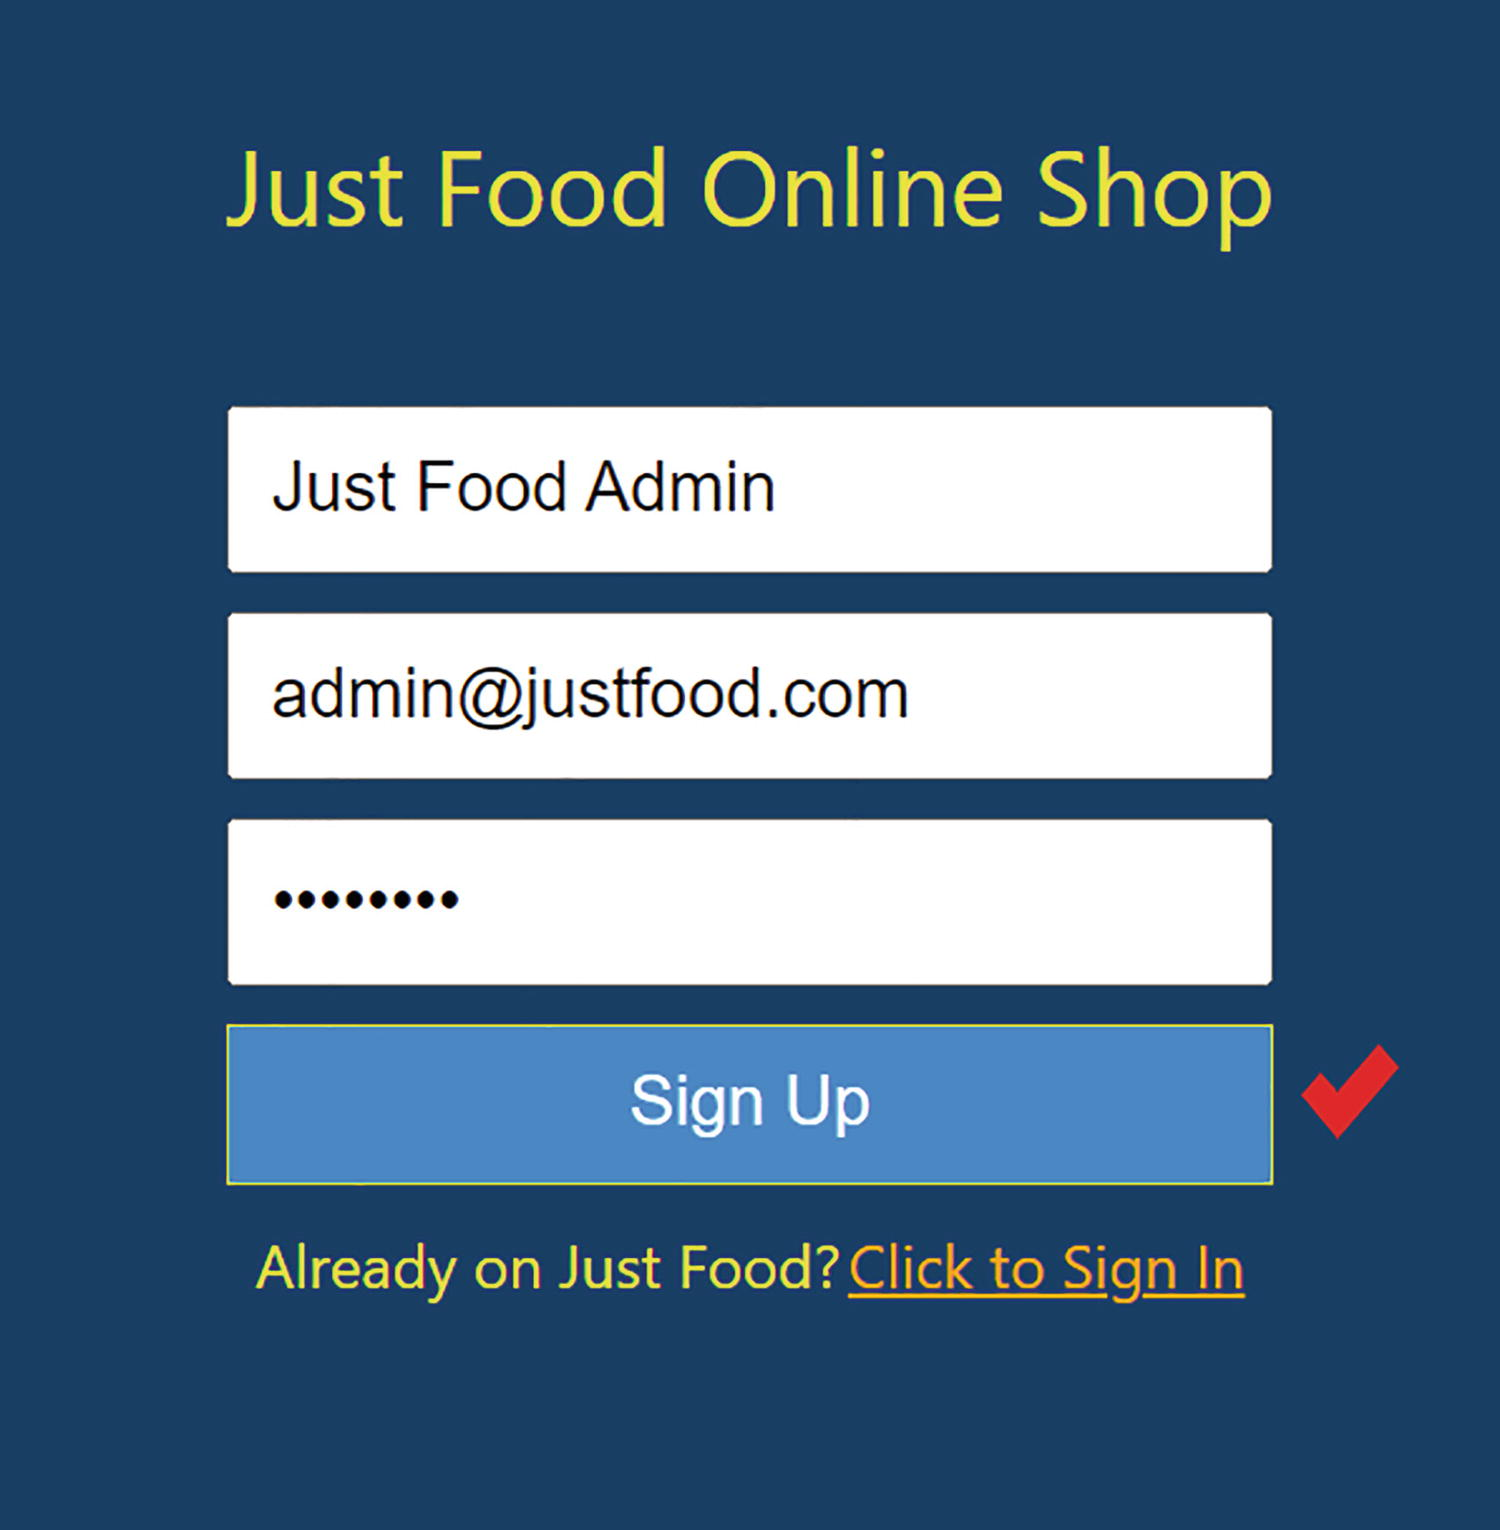 Just Food Online Shop
Just Food Admin
admin@justfood.com
••••••••
Sign Up
Already on Just Food? Click to Sign In